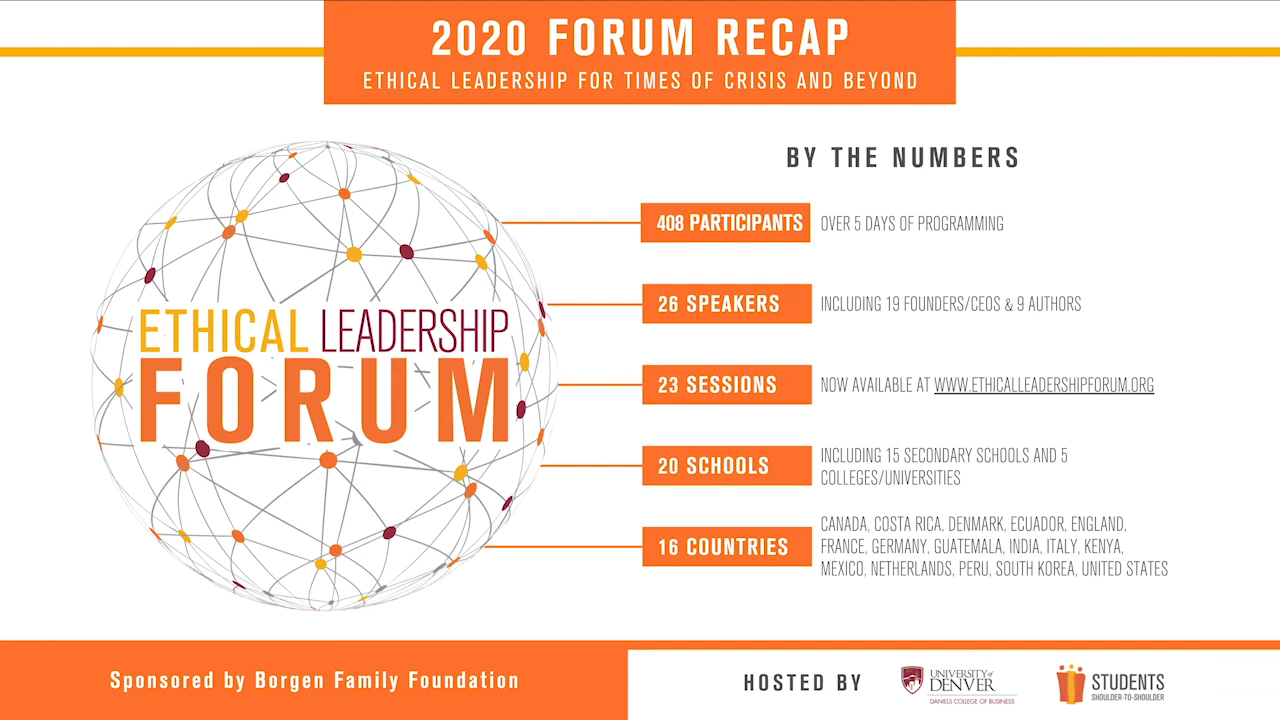 2020 FORUM RECAP
ETHICAL LEADERSHIP FOR TIMES OF CRISIS AND BEYOND
ETHICAL LEADERSHIP
FORUM
BY THE NUMBERS
408 PARTICIPANTS OVER 5 DAYS OF PROGRAMMING
26 SPEAKERS INCLUDING 19 FOUNDERS/CEOS & 9 AUTHORS
23 SESSIONS NOW AVAILABLE AT WWW.ETHICALLEADERSHIPFORUM.ORG
20 SCHOOLS INCLUDING 15 SECONDARY SCHOOLS AND 5
COLLEGES/UNIVERSITIES
16 COUNTRIES CANADA, COSTA RICA, DENMARK, ECUADOR, ENGLAND,
FRANCE, GERMANY, GUATEMALA, INDIA, ITALY, KENYA,
MEXICO, NETHERLANDS, PERU, SOUTH KOREA, UNITED STATES
Sponsored by Borgen Family Foundation
HOSTED BY
UNIVERSITY of
DENVER
DANIELS COLLEGE OF BUSINESS
STUDENTS
SHOULDER-TO-SHOULDER